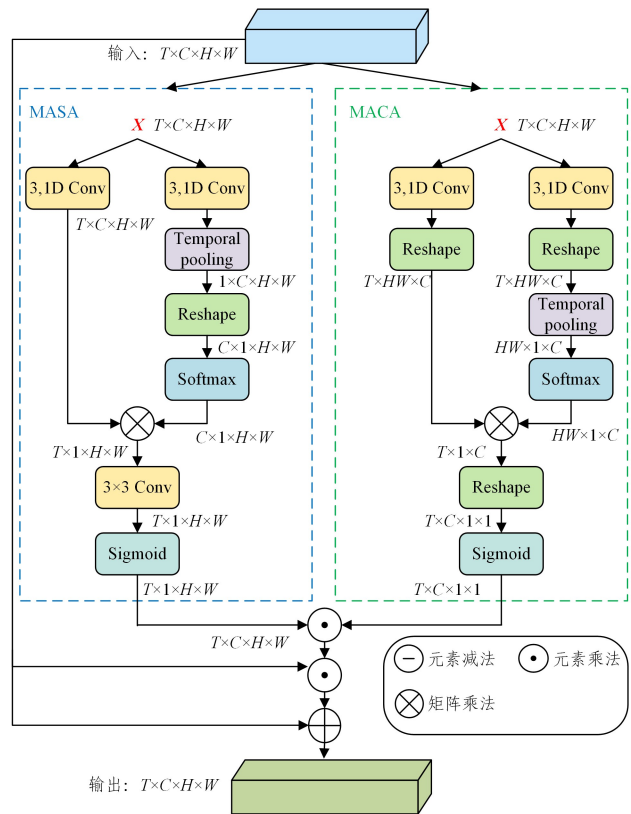 输入：T×C×H×W
MASA
X T×C×H×W
3,1D Conv
3,1D Conv
T×C×H×W
Temporal
pooling
1×C×H×W
Reshape
C×1×H×W
Softmax
T×1×H×W
C×1×H×W
3×3 Conv
T×1×H×W
Sigmoid
T×1×H×W
MACA
X T×C×H×W
3,1D Conv
3,1D Conv
Reshape
Reshape
T×HW×C
T×HW×C
Temporal
pooling
HW×1×C
Softmax
T×1×C
HW×1×C
Reshape
T×C×1×1
Sigmoid
T×C×1×1
T×C×H×W
元素减法
元素乘法
矩阵乘法
输出：T×C×H×W